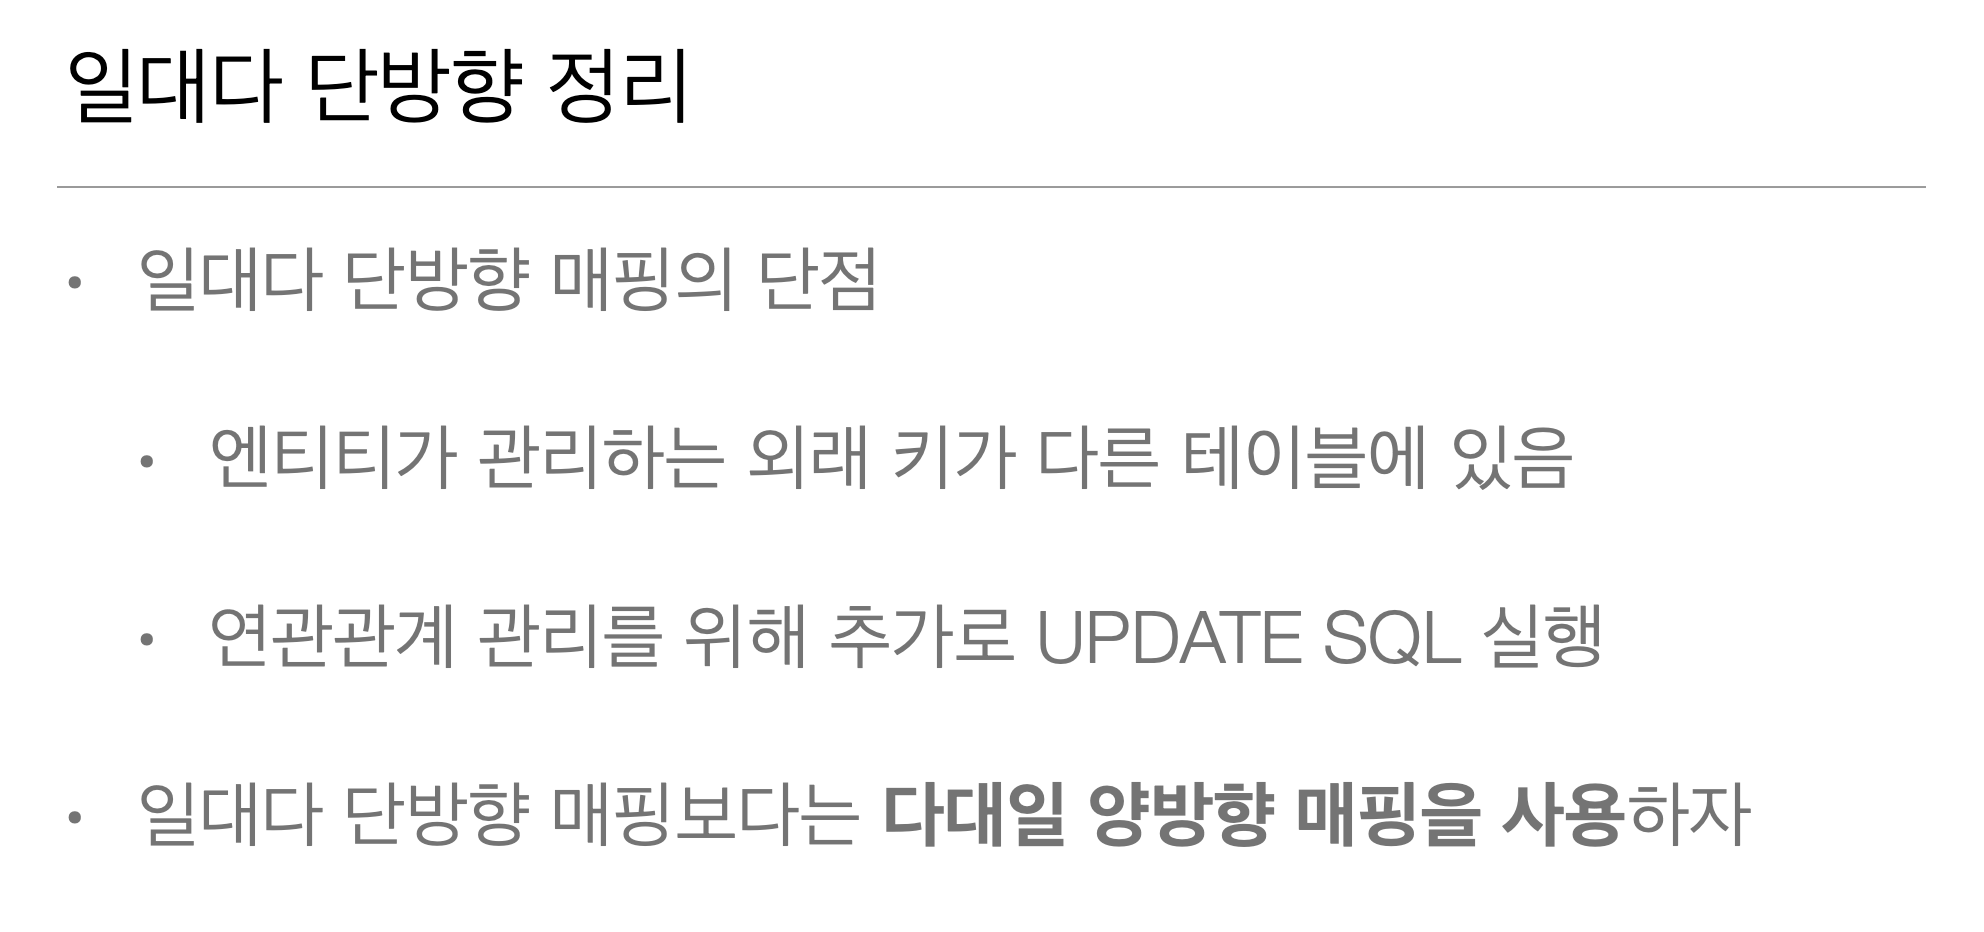 일대다 단방향 정리
• 일대다 단방향 매핑의 단점
• 엔티티가 관리하는 외래 키가 다른 테이블에 있음
• 연관관계 관리를 위해 추가로 UPDATE SQL 실행
• 일대다 단방향 매핑보다는 다대일 양방향 매핑을 사용하자